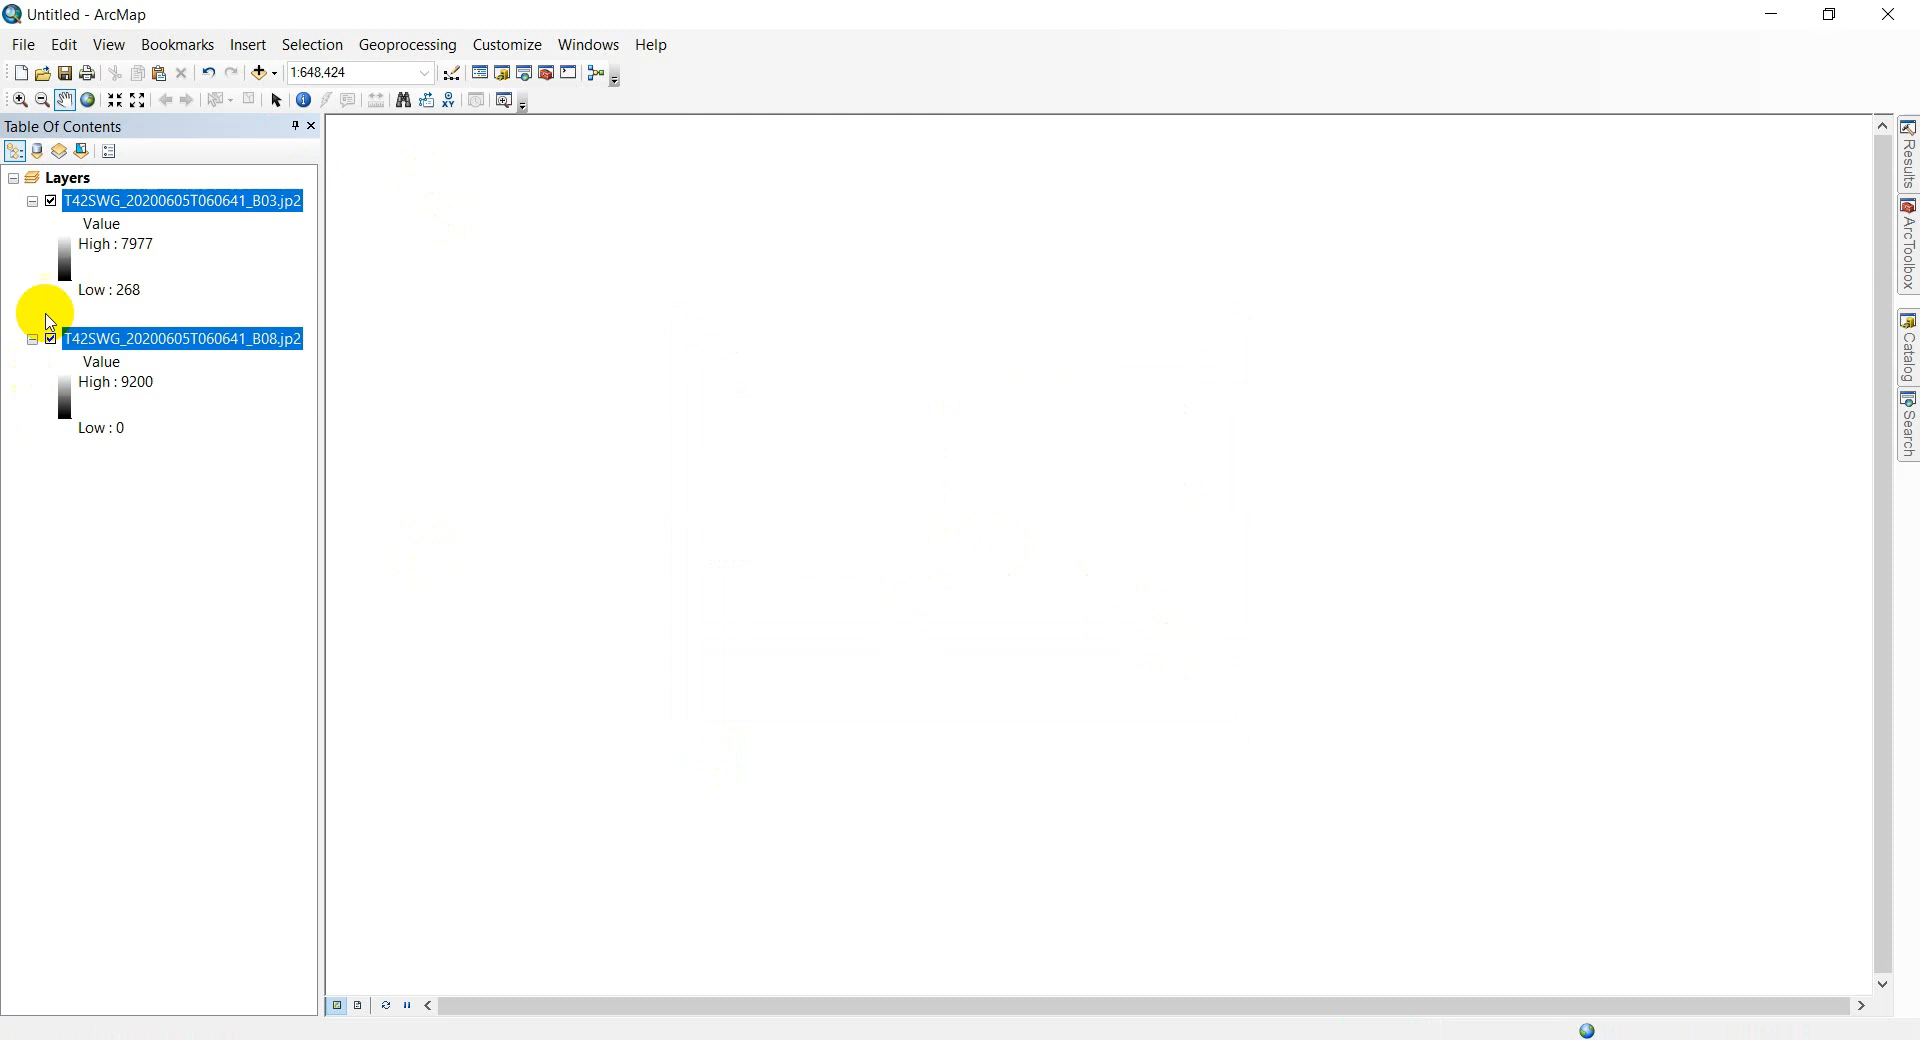 Untitled - ArcMap
File Edit View Bookmarks Insert Selection Geoprocessing Customize Windows Help
1:648,424
Table Of Contents
Layers
T42SWG_20200605T060641_B03.jp2
Value
High : 7977
Low : 268
T42SWG_20200605T060641_B08.jp2
Value
High : 9200
Low : 0
Results
ArcToolbox
Catalog
Search